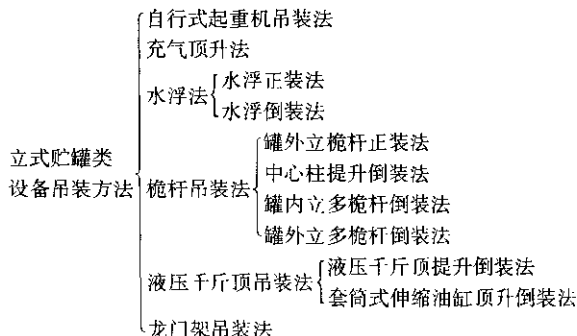 自行式起重机吊装法
充气顶升法
水浮法
水浮正装法
水浮倒装法
立式贮罐类
设备吊装方法
桅杆吊装法
罐外立桅杆正装法
中心柱提升倒装法
罐内立多桅杆倒装法
罐外立多桅杆倒装法
液压千斤顶吊装法
液压千斤顶提升倒装法
套筒式伸缩油缸顶升倒装法
龙门架吊装法